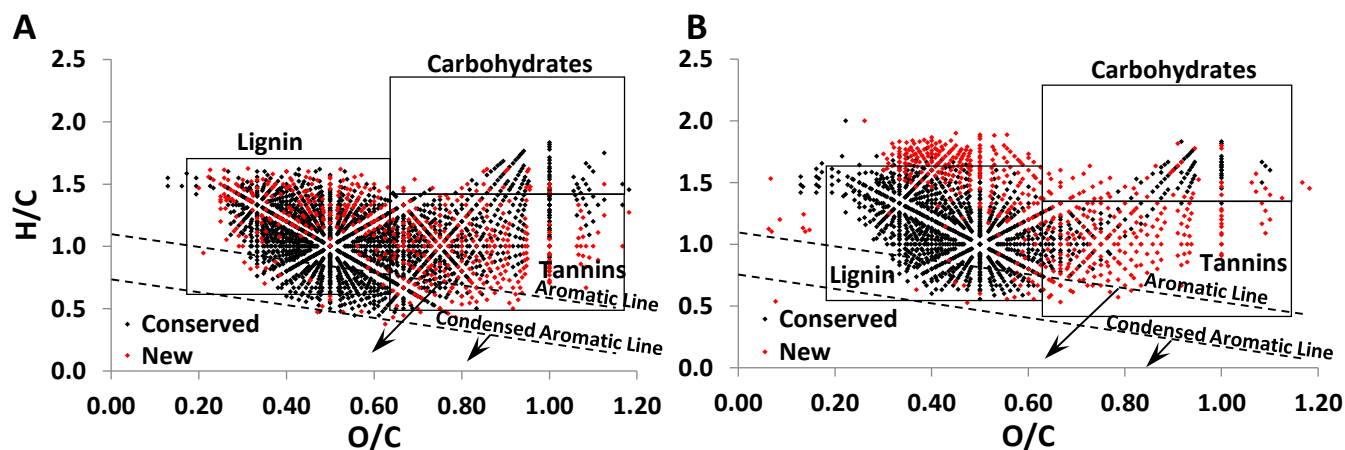 A
2.5
2.0
1.5
1.0
0.5
0.0
H/C
Carbohydrates
Lignin
Tannins
Aromatic Line
Condensed Aromatic Line
Conserved
New
0.00 0.20 0.40 0.60 0.80 1.00 1.20
O/C
B
2.5
2.0
1.5
1.0
0.5
0.0
Carbohydrates
Lignin
Tannins
Aromatic Line
Condensed Aromatic Line
Conserved
New
0.00 0.20 0.40 0.60 0.80 1.00 1.20
O/C